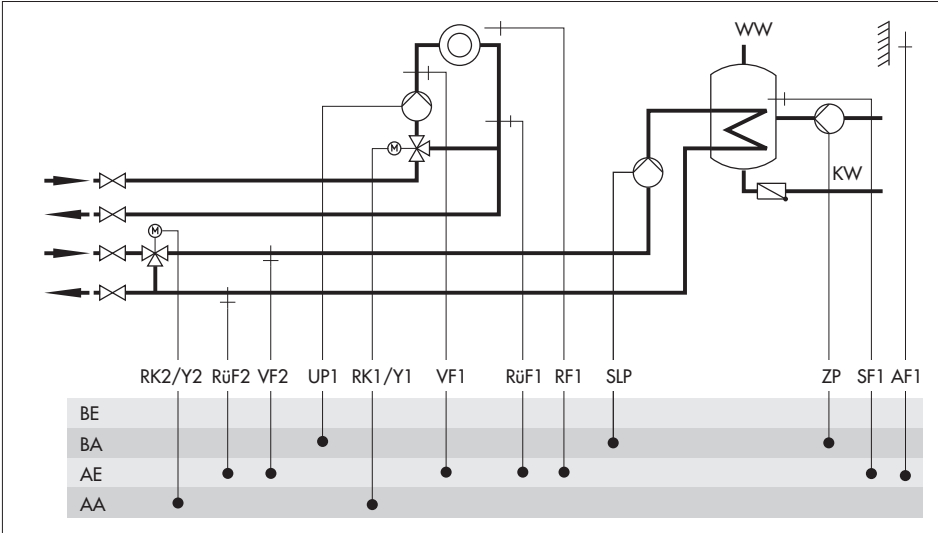 WW
M
KW
M
RK2/Y2 RüF2 VF2 UP1 RK1/Y1 VF1 RüF1 RF1 SLP ZP SF1 AF1
BE
BA
AE
AA